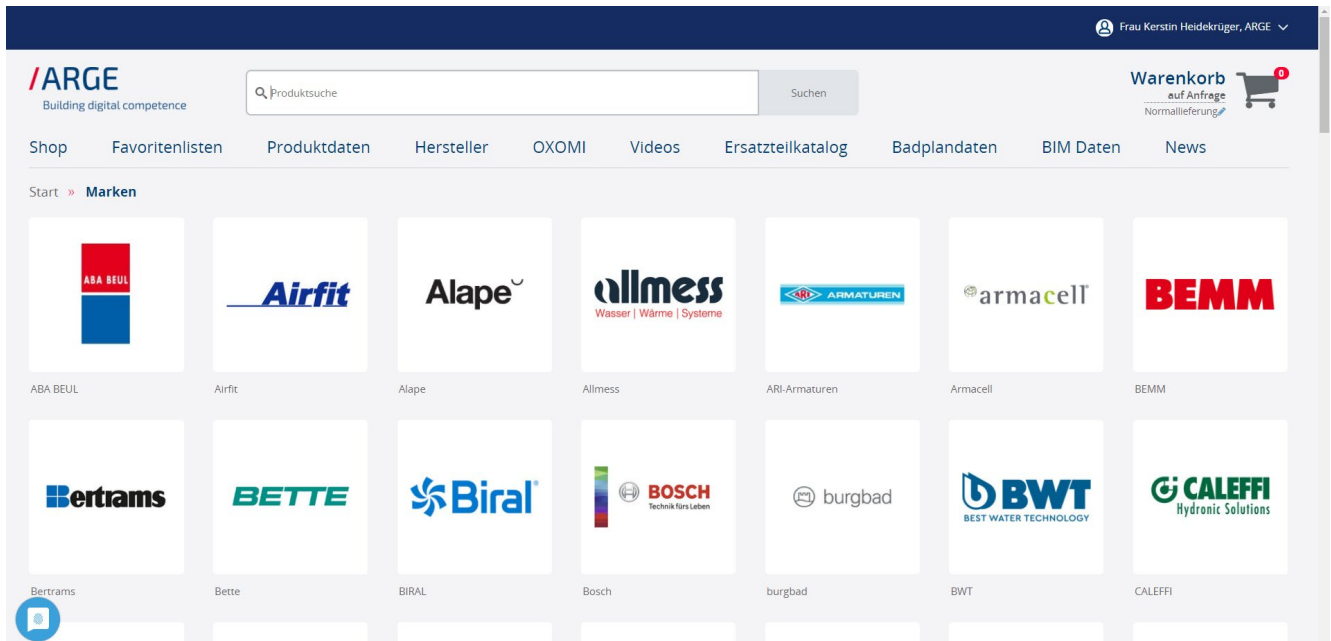 Frau Kerstin Heidekrüger, ARGE
/ARGE
Building digital competence
Produktsuche
Suchen
Warenkorb
0
auf Anfrage
Normallieferung
Shop Favoritenlisten Produktdaten Hersteller OXOMI Videos Ersatzteilkatalog Badplandaten BIM Daten News
Start » Marken
ABA BEUL
Airfit
Alape
allmess
Wasser | Wärme | Systeme
ARI ARMATUREN
armacell
BEMM
ABA BEUL Airfit Alape Allmess ARI-Armaturen Armacell BEMM
Bertrams
BETTE
Biral
BOSCH
Technik fürs Leben
burgbad
BWT
BEST WATER TECHNOLOGY
CALEFFI
Hydronic Solutions
Bertrams Bette BIRAL Bosch burgbad BWT CALEFFI